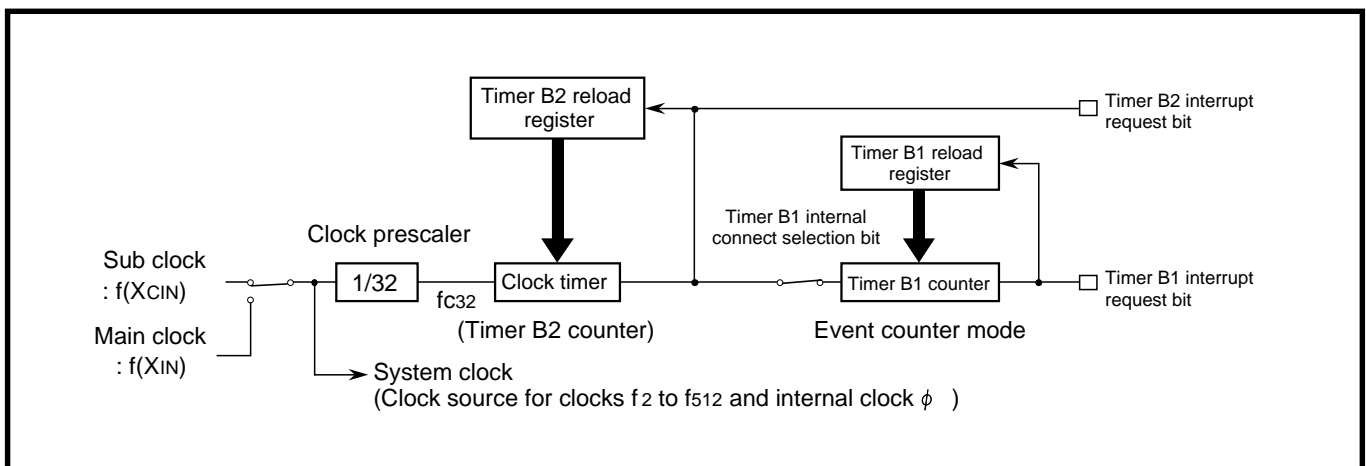 Timer B2 reload
register
Timer B2 interrupt
request bit
Timer B1 reload
register
Timer B1 internal
connect selection bit
Clock prescaler
Sub clock
: f(XCIN)
1/32
fC32
Clock timer
(Timer B2 counter)
Timer B1 counter
Event counter mode
Timer B1 interrupt
request bit
Main clock
: f(XIN)
System clock
(Clock source for clocks f2 to f512 and internal clock ϕ )